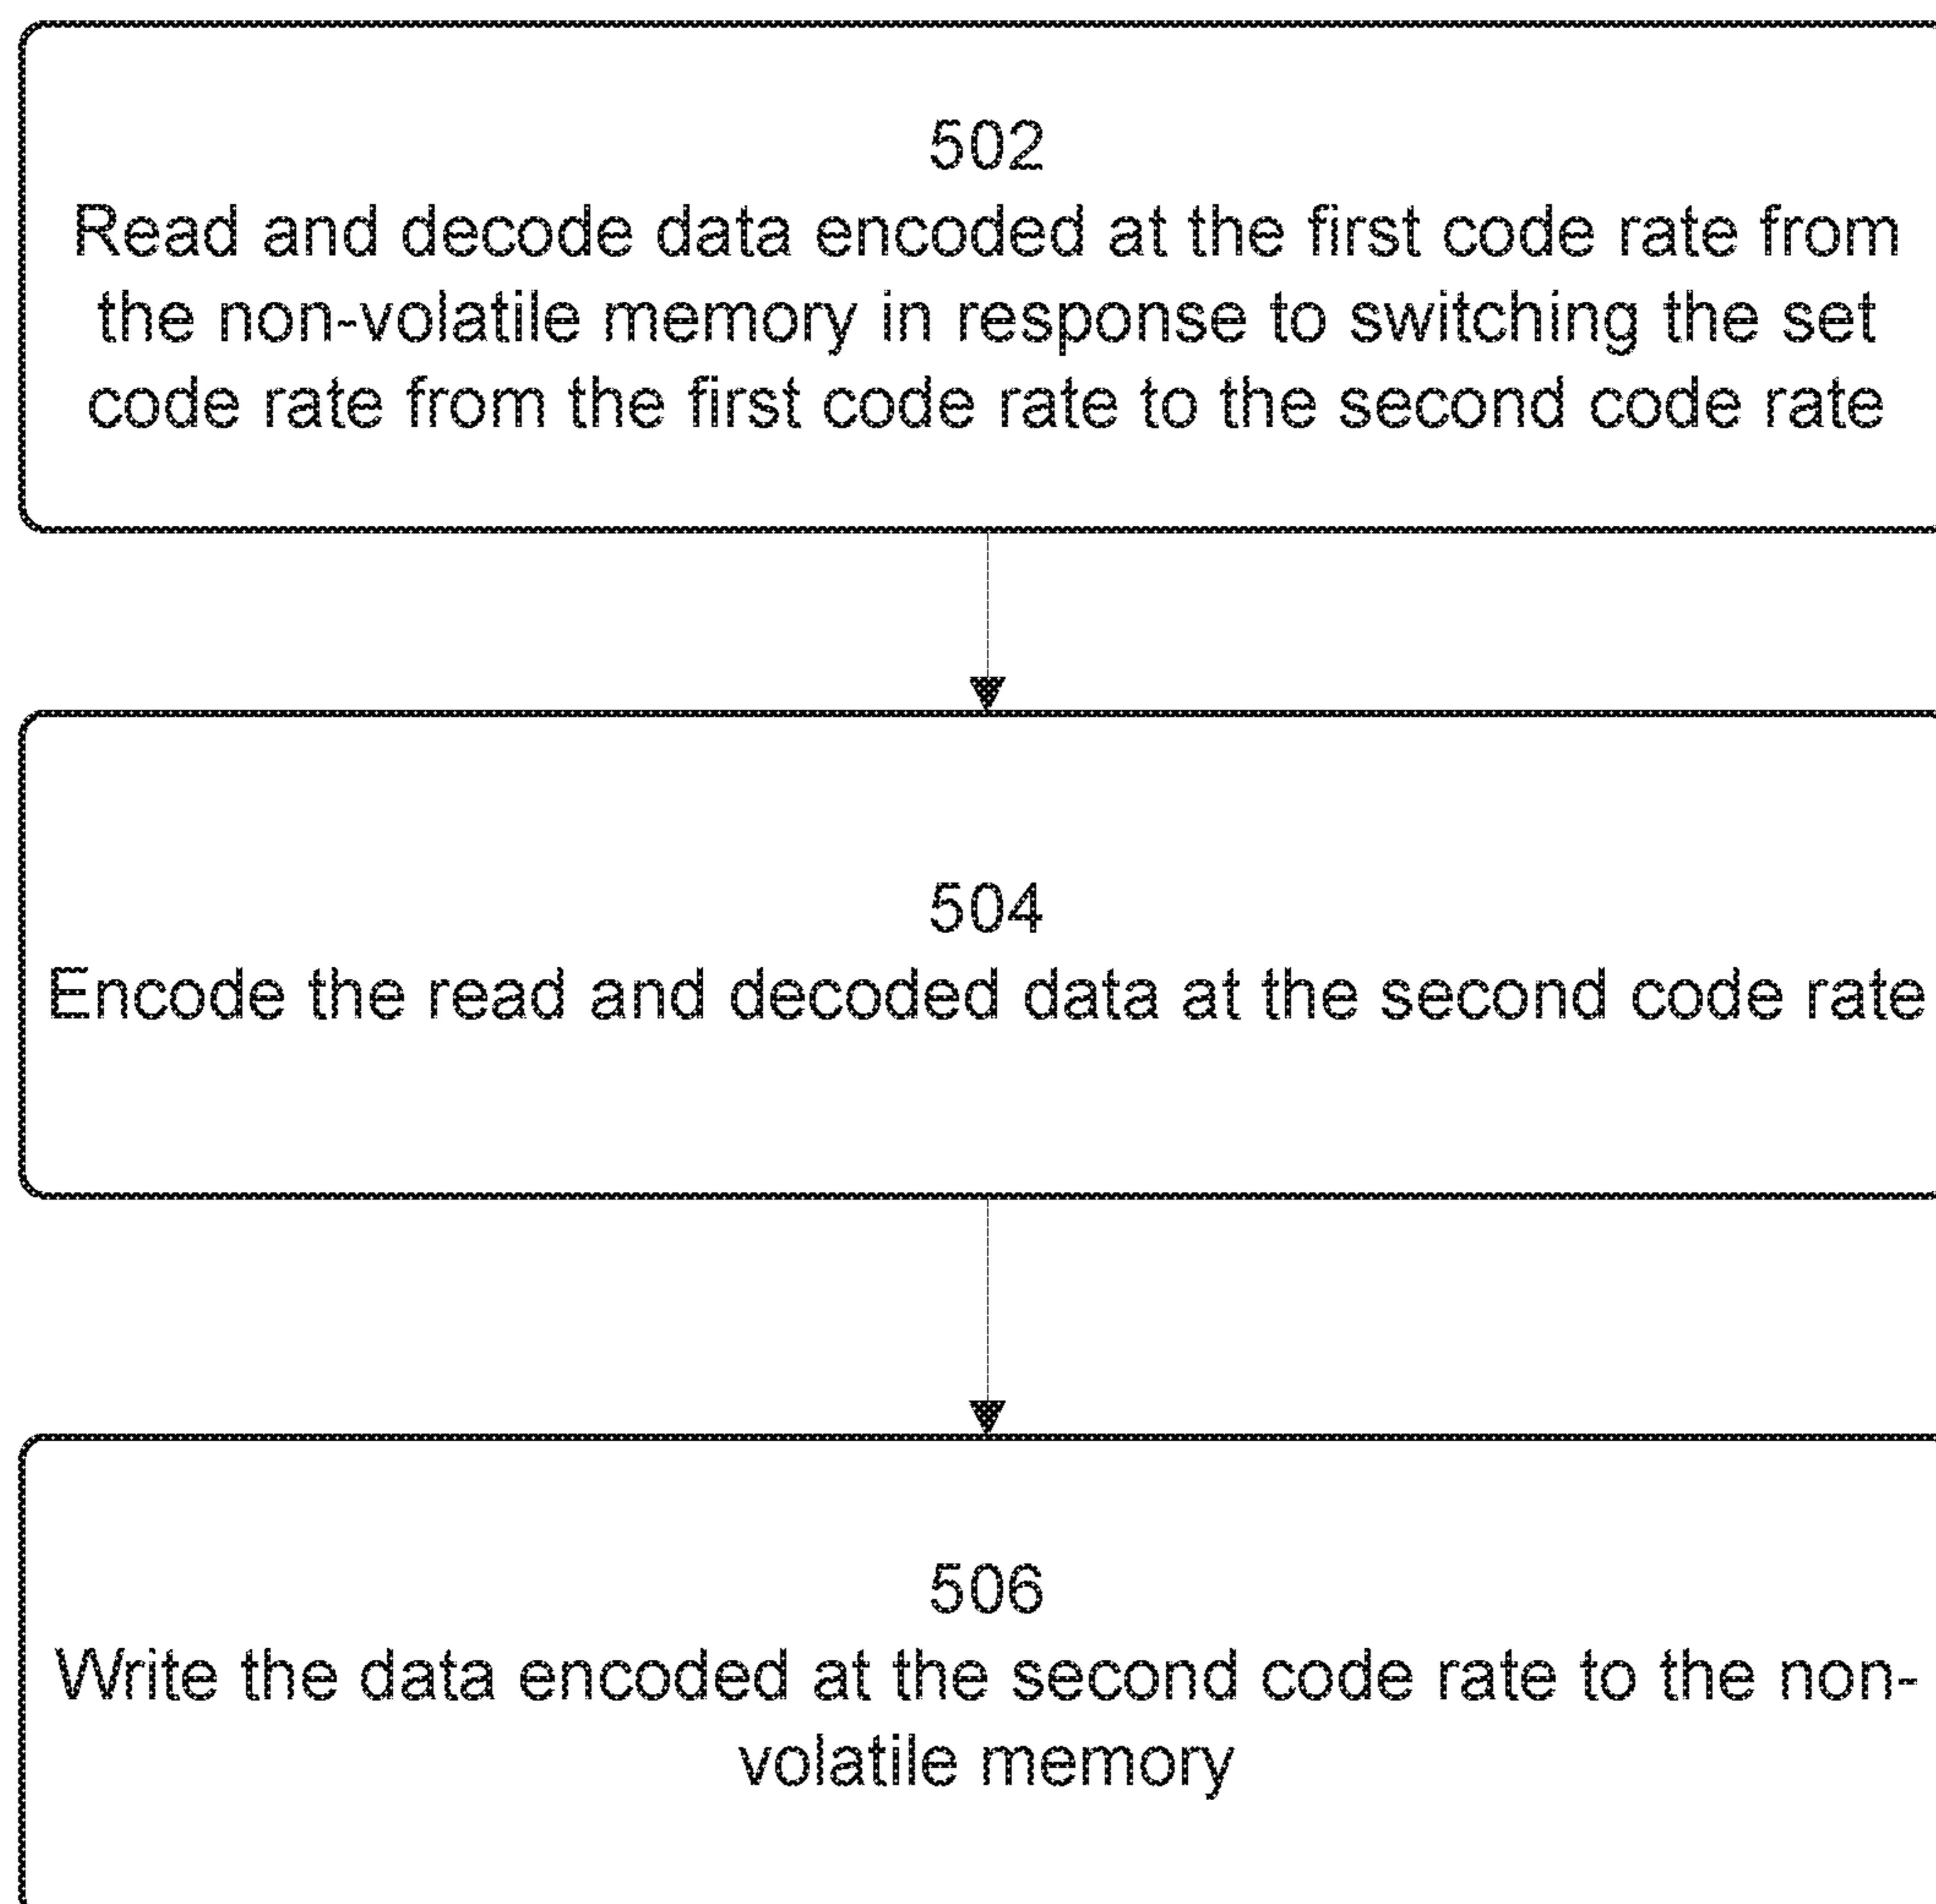 502
Read and decode data encoded at the first code rate from
the non-volatile memory in response to switching the set
code rate from the first code rate to the second code rate
504
Encode the read and decoded data at the second code rate
506
Write the data encoded at the second code rate to the non-
volatile memory